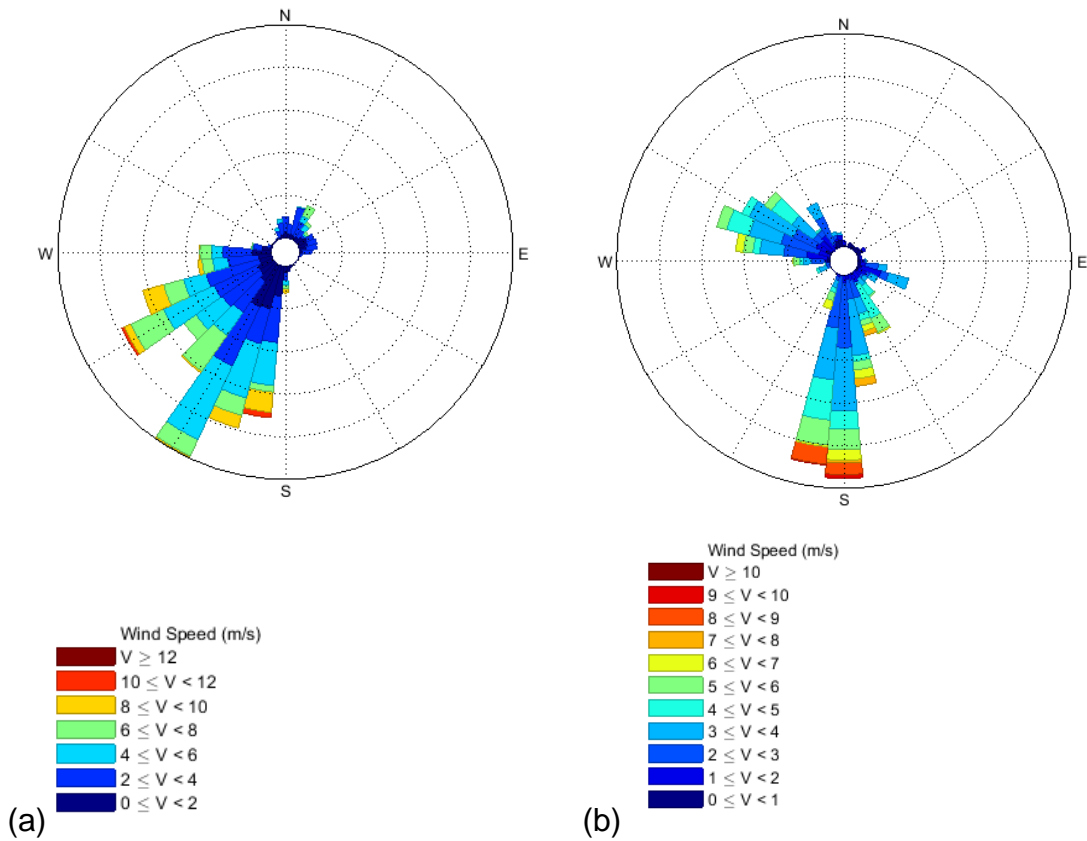 N
W
E
S
Wind Speed (m/s)
V ≥ 12
10 ≤ V < 12
8 ≤ V < 10
6 ≤ V < 8
4 ≤ V < 6
2 ≤ V < 4
0 ≤ V < 2
(a)
N
W
E
S
Wind Speed (m/s)
V ≥ 10
9 ≤ V < 10
8 ≤ V < 9
7 ≤ V < 8
6 ≤ V < 7
5 ≤ V < 6
4 ≤ V < 5
3 ≤ V < 4
2 ≤ V < 3
1 ≤ V < 2
0 ≤ V < 1
(b)